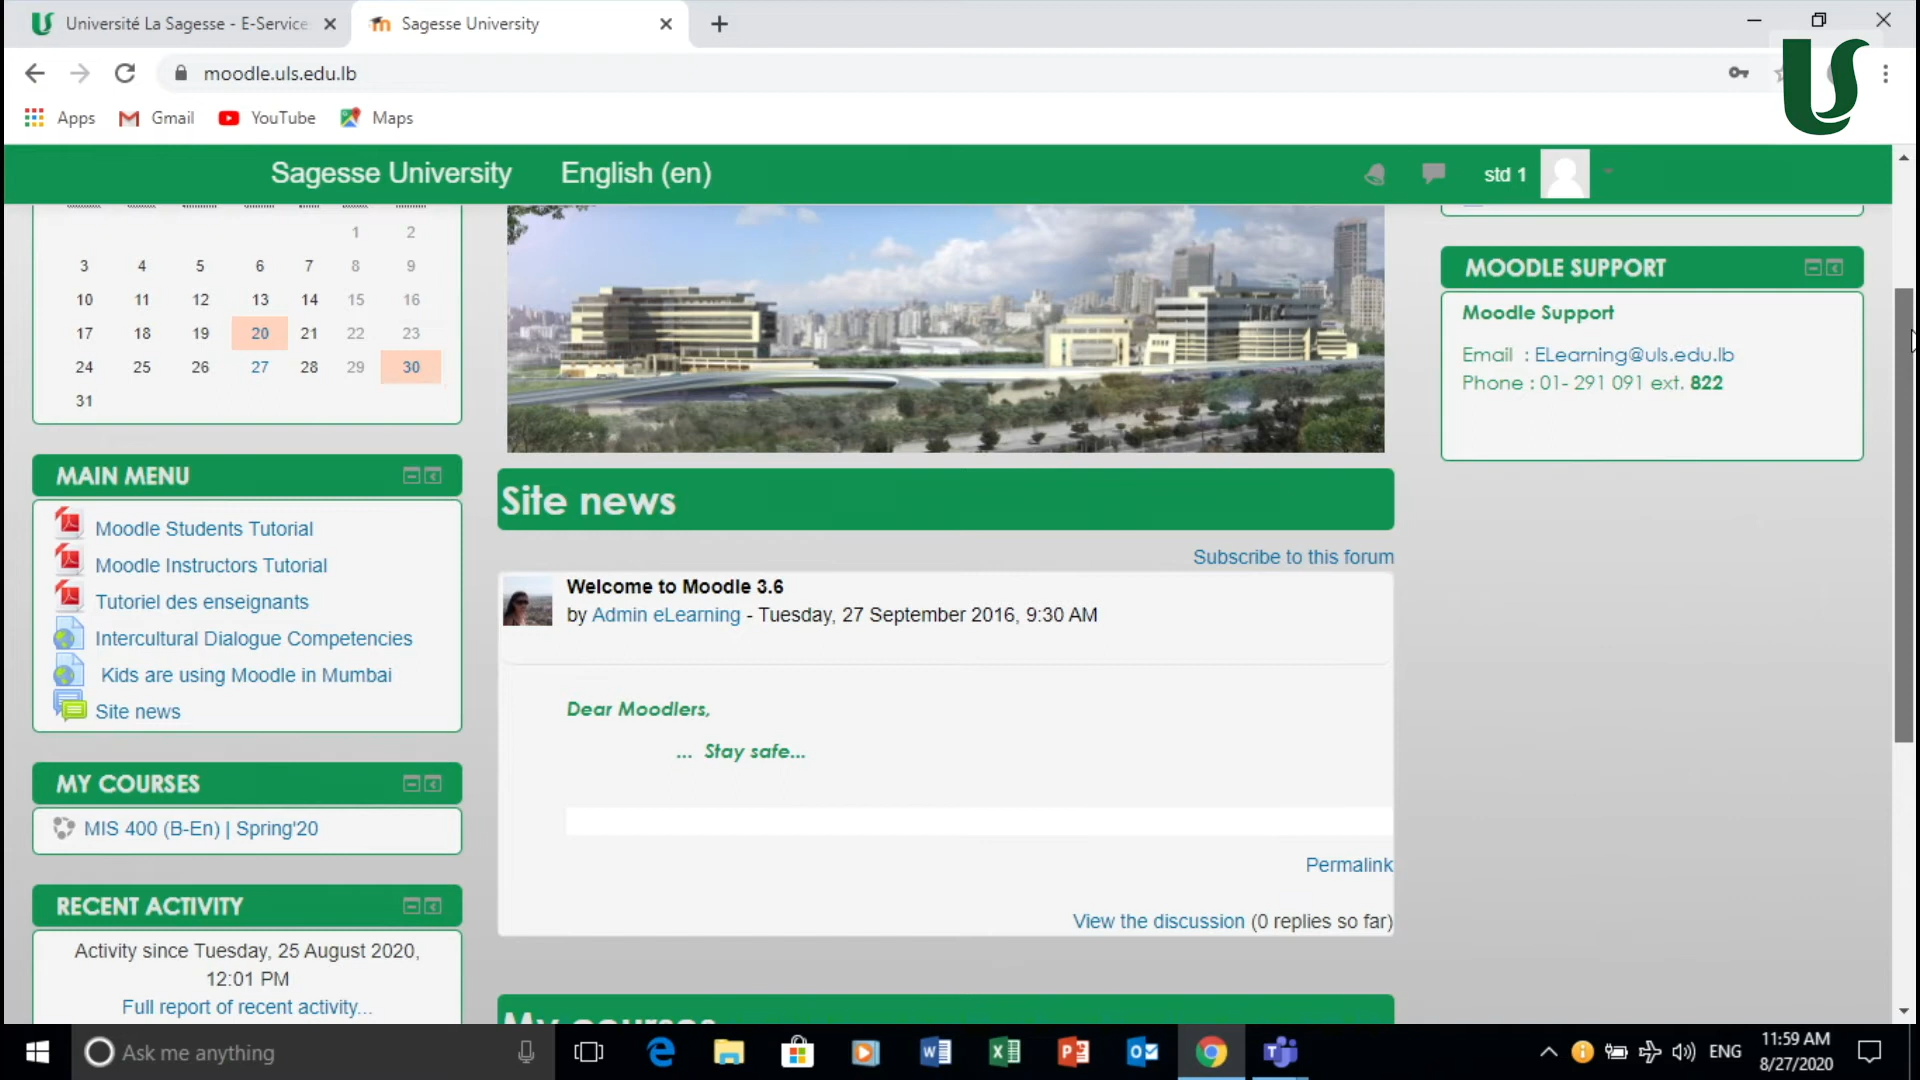 Université La Sagesse - E-Service
Sagesse University
moodle.uls.edu.lb
Apps
Gmail
YouTube
Maps
Sagesse University English (en)
std 1
1 2
3 4 5 6 7 8 9
10 11 12 13 14 15 16
17 18 19 20 21 22 23
24 25 26 27 28 29 30
31
MAIN MENU
Moodle Students Tutorial
Moodle Instructors Tutorial
Tutoriel des enseignants
Intercultural Dialogue Competencies
Kids are using Moodle in Mumbai
Site news
MY COURSES
MIS 400 (B-En) | Spring'20
RECENT ACTIVITY
Activity since Tuesday, 25 August 2020,
12:01 PM
Full report of recent activity...
Site news
Subscribe to this forum
Welcome to Moodle 3.6
by Admin eLearning - Tuesday, 27 September 2016, 9:30 AM
Dear Moodlers,
... Stay safe...
Permalink
View the discussion (0 replies so far)
My courses
MOODLE SUPPORT
Moodle Support
Email : ELearning@uls.edu.lb
Phone : 01- 291 091 ext. 822
Ask me anything
ENG
11:59 AM
8/27/2020